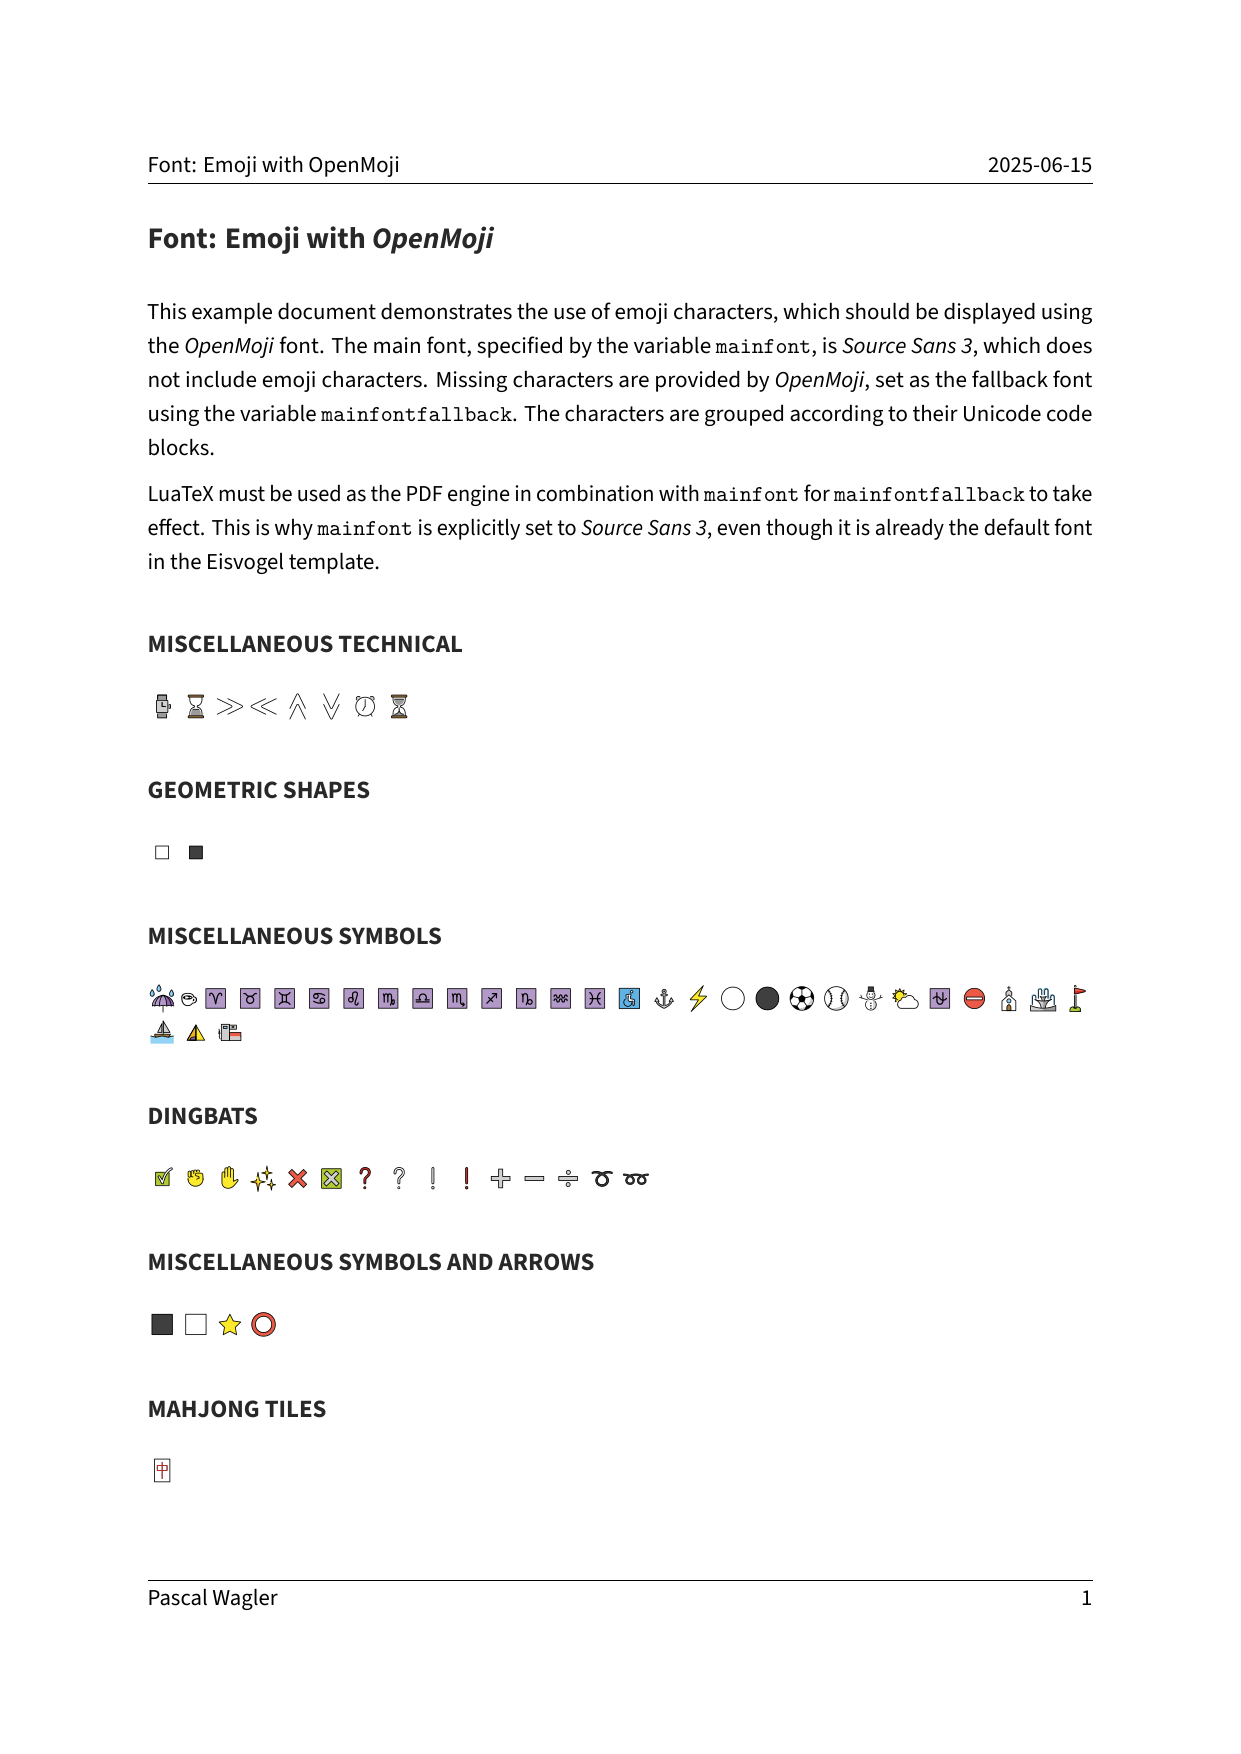 Font: Emoji with OpenMoji 2025-06-15
Font: Emoji with OpenMoji
This example document demonstrates the use of emoji characters, which should be displayed using
the OpenMoji font. The main font, specified by the variable mainfont, is Source Sans 3, which does
not include emoji characters. Missing characters are provided by OpenMoji, set as the fallback font
using the variable mainfontfallback. The characters are grouped according to their Unicode code
blocks.
LuaTeX must be used as the PDF engine in combination with mainfont for mainfontfallback to take
effect. This is why mainfont is explicitly set to Source Sans 3, even though it is already the default font
in the Eisvogel template.
MISCELLANEOUS TECHNICAL
⌚ ⌛ ⏩ ⏪ ⏫ ⏬ ⏰ ⏳
GEOMETRIC SHAPES
◽ ◾
MISCELLANEOUS SYMBOLS
☔ ☕ ♈ ♉ ♊ ♋ ♌ ♍ ♎ ♏ ♐ ♑ ♒ ♓ ♿ ⚓ ⚡ ⚪ ⚫ ⚽ ⚾ ⛄ ⛅ ⛎ ⛔ ⛪ ⛲ ⛳
⛵ ⛺ ⛽
DINGBATS
✅ ✊ ✋ ✨ ❌ ❎ ❓ ❔ ❕ ❗ ➕ ➖ ➗ ➰ ➿
MISCELLANEOUS SYMBOLS AND ARROWS
⬛ ⬜ ⭐ ⭕
MAHJONG TILES
🀄
Pascal Wagler 1